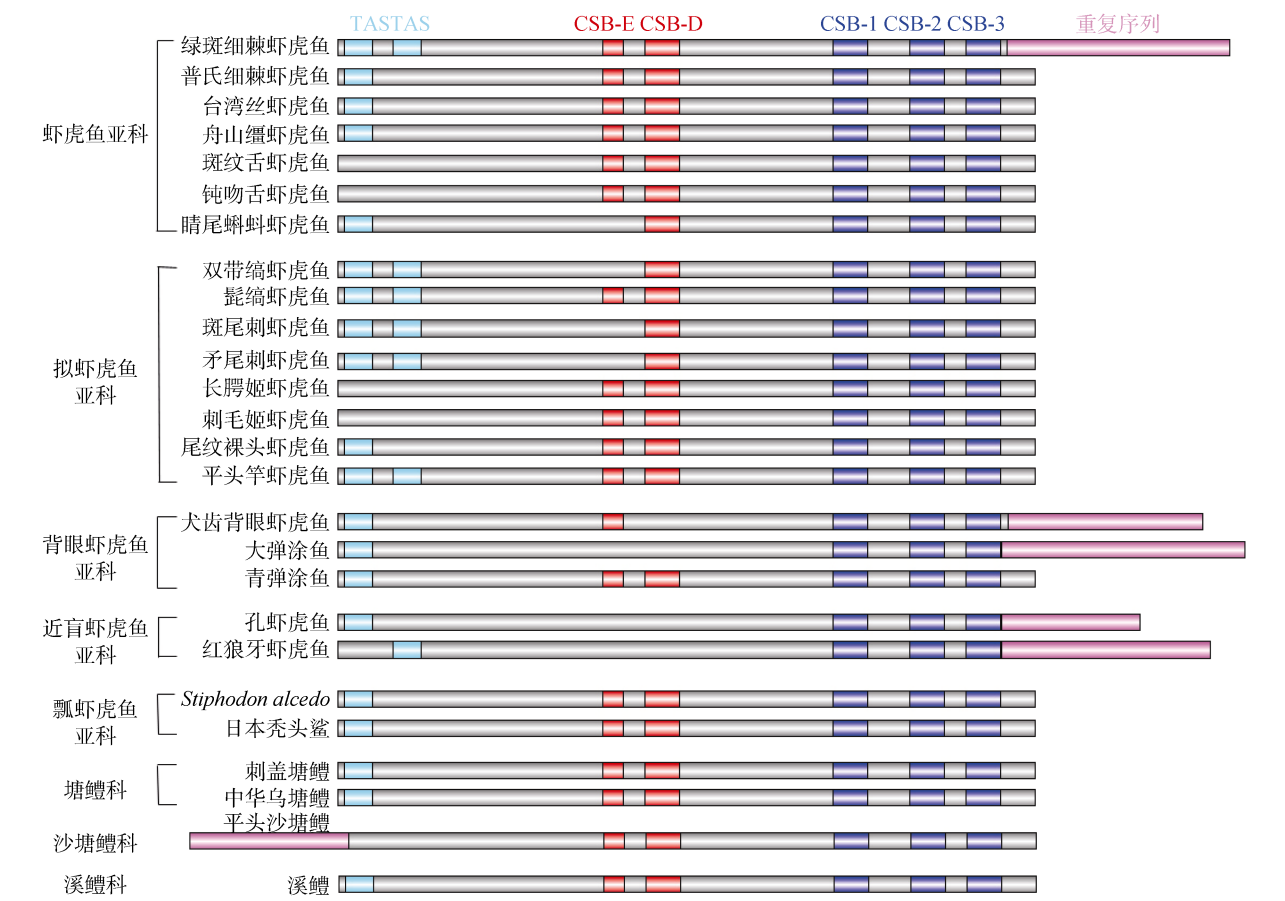 TASTAS CSB-E CSB-D CSB-1 CSB-2 CSB-3 重复序列
虾虎鱼亚科
绿斑细棘虾虎鱼
普氏细棘虾虎鱼
台湾丝虾虎鱼
舟山缰虾虎鱼
斑纹舌虾虎鱼
钝吻舌虾虎鱼
睛尾蝌蚪虾虎鱼
拟虾虎鱼
亚科
双带缟虾虎鱼
髭缟虾虎鱼
斑尾刺虾虎鱼
矛尾刺虾虎鱼
长腭姬虾虎鱼
刺毛姬虾虎鱼
尾纹裸头虾虎鱼
平头竿虾虎鱼
背眼虾虎鱼
亚科
犬齿背眼虾虎鱼
大弹涂鱼
青弹涂鱼
近盲虾虎鱼
亚科
孔虾虎鱼
红狼牙虾虎鱼
瓢虾虎鱼
亚科
Stiphodon alcedo
日本秃头鲨
塘鳢科
刺盖塘鳢
中华乌塘鳢
沙塘鳢科
平头沙塘鳢
溪鳢科
溪鳢